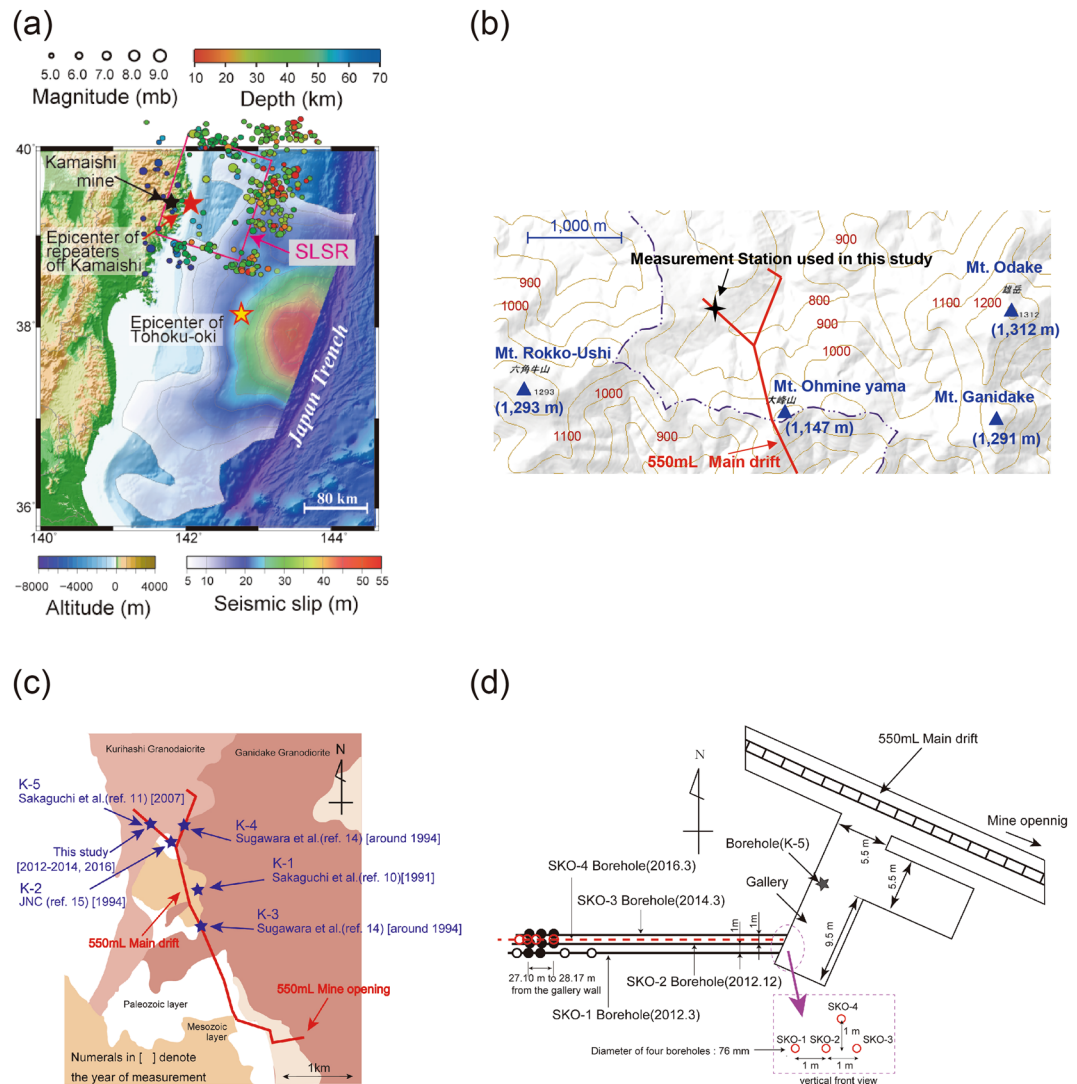 (a)
5.0 6.0 7.0 8.0 9.0
Magnitude (mb)
10 20 30 40 50 60 70
Depth (km)
40°
38°
36°
140° 142° 144°
Kamaishi
mine
Epicenter of
repeaters
off Kamaishi
SLSR
Epicenter of
Tohoku-oki
Japan Trench
80 km
−8000 −4000 0 4000
Altitude (m)
5 10 20 30 40 50 55
Seismic slip (m)
(b)
1,000 m
900
Measurement Station used in this study
Mt. Odake
雄岳
900
1000
800
1100 1200
1312
(1,312 m)
900
1000
Mt. Rokko-Ushi
六角牛山
1293
(1,293 m)
1000
Mt. Ohmine yama
大峰山
(1,147 m)
Mt. Ganidake
(1,291 m)
1100
900
900
550mL Main drift
(c)
Kurihashi Granodaiorite
Ganidake Granodiorite
N
K-5
Sakaguchi et al.(ref. 11) [2007]
K-4
Sugawara et al.(ref. 14) [around 1994]
This study
[2012-2014, 2016]
K-2
JNC (ref. 15) [1994]
K-1
Sakaguchi et al.(ref. 10)[1991]
K-3
Sugawara et al.(ref. 14) [around 1994]
550mL Main drift
550mL Mine opening
Paleozoic layer
Mesozoic
layer
Numerals in [ ] denote
the year of measurement
1km
(d)
550mL Main drift
N
Mine opennig
5.5 m
5.5 m
9.5 m
Borehole(K-5)
Gallery
SKO-4 Borehole(2016.3)
SKO-3 Borehole(2014.3)
1m
1m
27.10 m to 28.17 m
from the gallery wall
SKO-2 Borehole(2012.12)
SKO-1 Borehole(2012.3)
SKO-4
1 m
SKO-1 SKO-2 SKO-3
Diameter of four boreholes : 76 mm
1 m 1 m
vertical front view